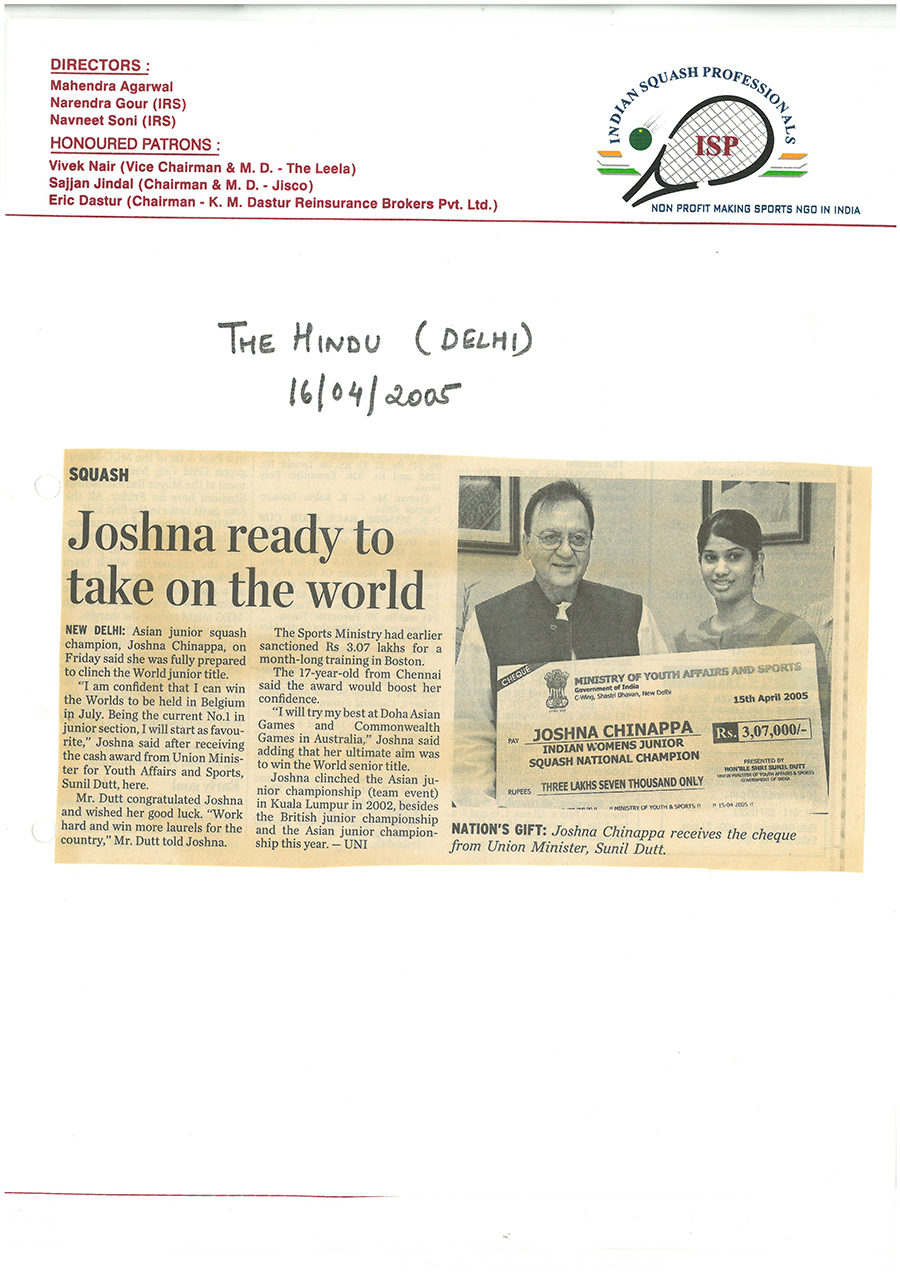 DIRECTORS :
Mahendra Agarwal
Narendra Gour (IRS)
Navneet Soni (IRS)
HONOURED PATRONS :
Vivek Nair (Vice Chairman & M. D. - The Leela)
Sajjan Jindal (Chairman & M. D. - Jisco)
Eric Dastur (Chairman - K. M. Dastur Reinsurance Brokers Pvt. Ltd.)
INDIAN SQUASH PROFESSIONALS
ISP
NON PROFIT MAKING SPORTS NGO IN INDIA
THE HINDU (DELHI)
16/04/2005
SQUASH
Joshna ready to
take on the world
NEW DELHI: Asian junior squash
champion, Joshna Chinappa, on
Friday said she was fully prepared
to clinch the World junior title.
"I am confident that I can win
the Worlds to be held in Belgium
in July. Being the current No.1 in
junior section, I will start as favou-
rite," Joshna said after receiving
the cash award from Union Minis-
ter for Youth Affairs and Sports,
Sunil Dutt, here.
Mr. Dutt congratulated Joshna
and wished her good luck. "Work
hard and win more laurels for the
country," Mr. Dutt told Joshna.
The Sports Ministry had earlier
sanctioned Rs 3.07 lakhs for a
month-long training in Boston.
The 17-year-old from Chennai
said the award would boost her
confidence.
"I will try my best at Doha Asian
Games and Commonwealth
Games in Australia," Joshna said
adding that her ultimate aim was
to win the World senior title.
Joshna clinched the Asian ju-
nior championship (team event)
in Kuala Lumpur in 2002, besides
the British junior championship
and the Asian junior champion-
ship this year. — UNI
CHEQUE
MINISTRY OF YOUTH AFFAIRS AND SPORTS
Government of India
C-Wing, Shastri Bhavan, New Delhi
15th April 2005
PAY JOSHNA CHINAPPA
INDIAN WOMENS JUNIOR
SQUASH NATIONAL CHAMPION
Rs. 3,07,000/-
RUPEES THREE LAKHS SEVEN THOUSAND ONLY
PRESENTED BY
HON'BLE SHRI SUNIL DUTT
UNION MINISTER OF YOUTH AFFAIRS & SPORTS
GOVERNMENT OF INDIA
!! MINISTRY OF YOUTH & SPORTS !! !! 15-04-2005 !!
NATION'S GIFT: Joshna Chinappa receives the cheque
from Union Minister, Sunil Dutt.